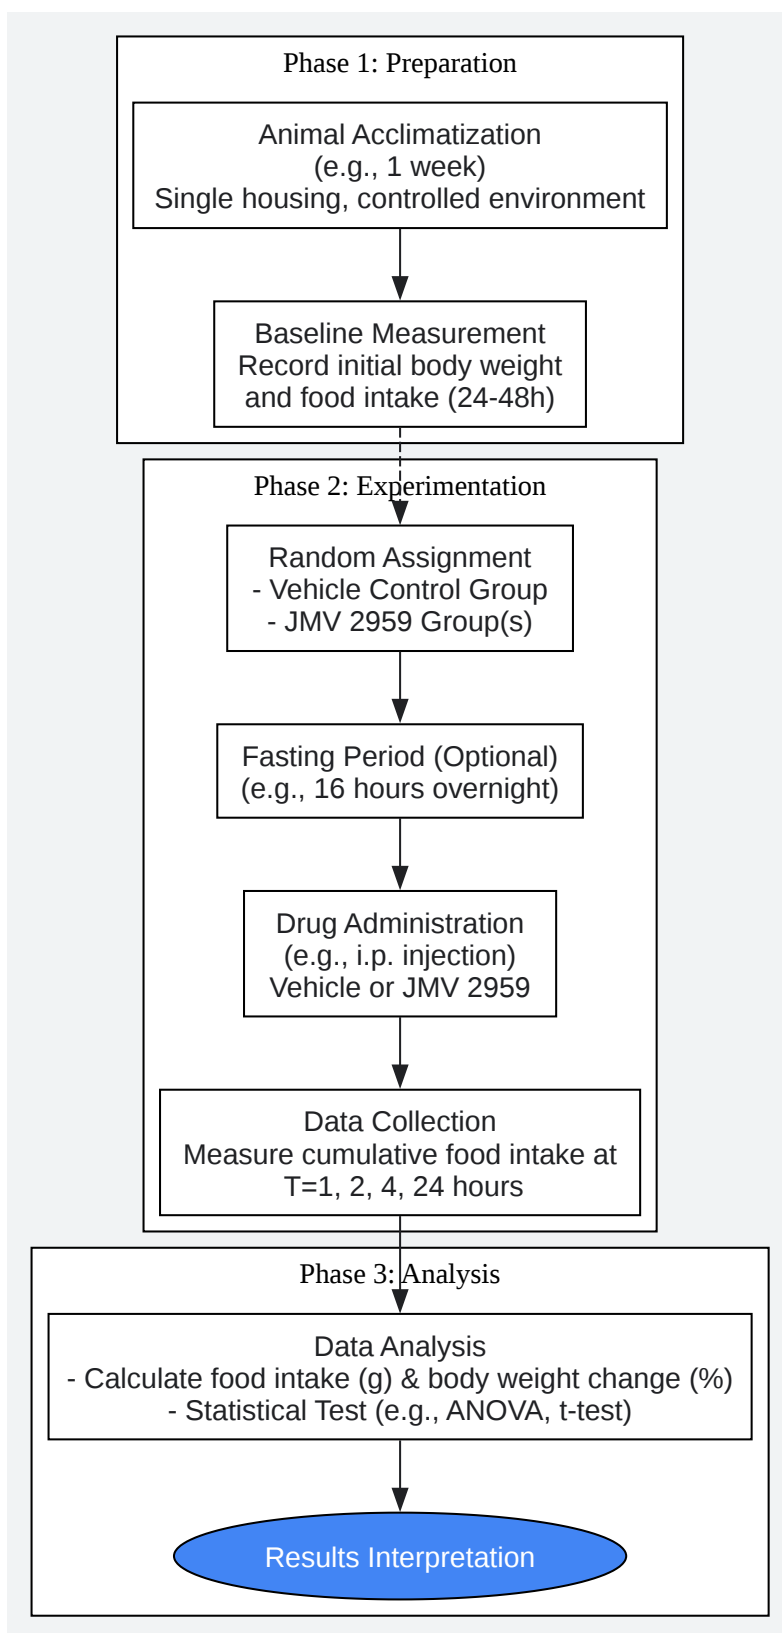 Phase 1: Preparation
Animal Acclimatization
(e.g., 1 week)
Single housing, controlled environment
Baseline Measurement
Record initial body weight
and food intake (24-48h)
Phase 2: Experimentation
Random Assignment
- Vehicle Control Group
- JMV 2959 Group(s)
Fasting Period (Optional)
(e.g., 16 hours overnight)
Drug Administration
(e.g., i.p. injection)
Vehicle or JMV 2959
Data Collection
Measure cumulative food intake at
T=1, 2, 4, 24 hours
Phase 3: Analysis
Data Analysis
- Calculate food intake (g) & body weight change (%)
- Statistical Test (e.g., ANOVA, t-test)
Results Interpretation